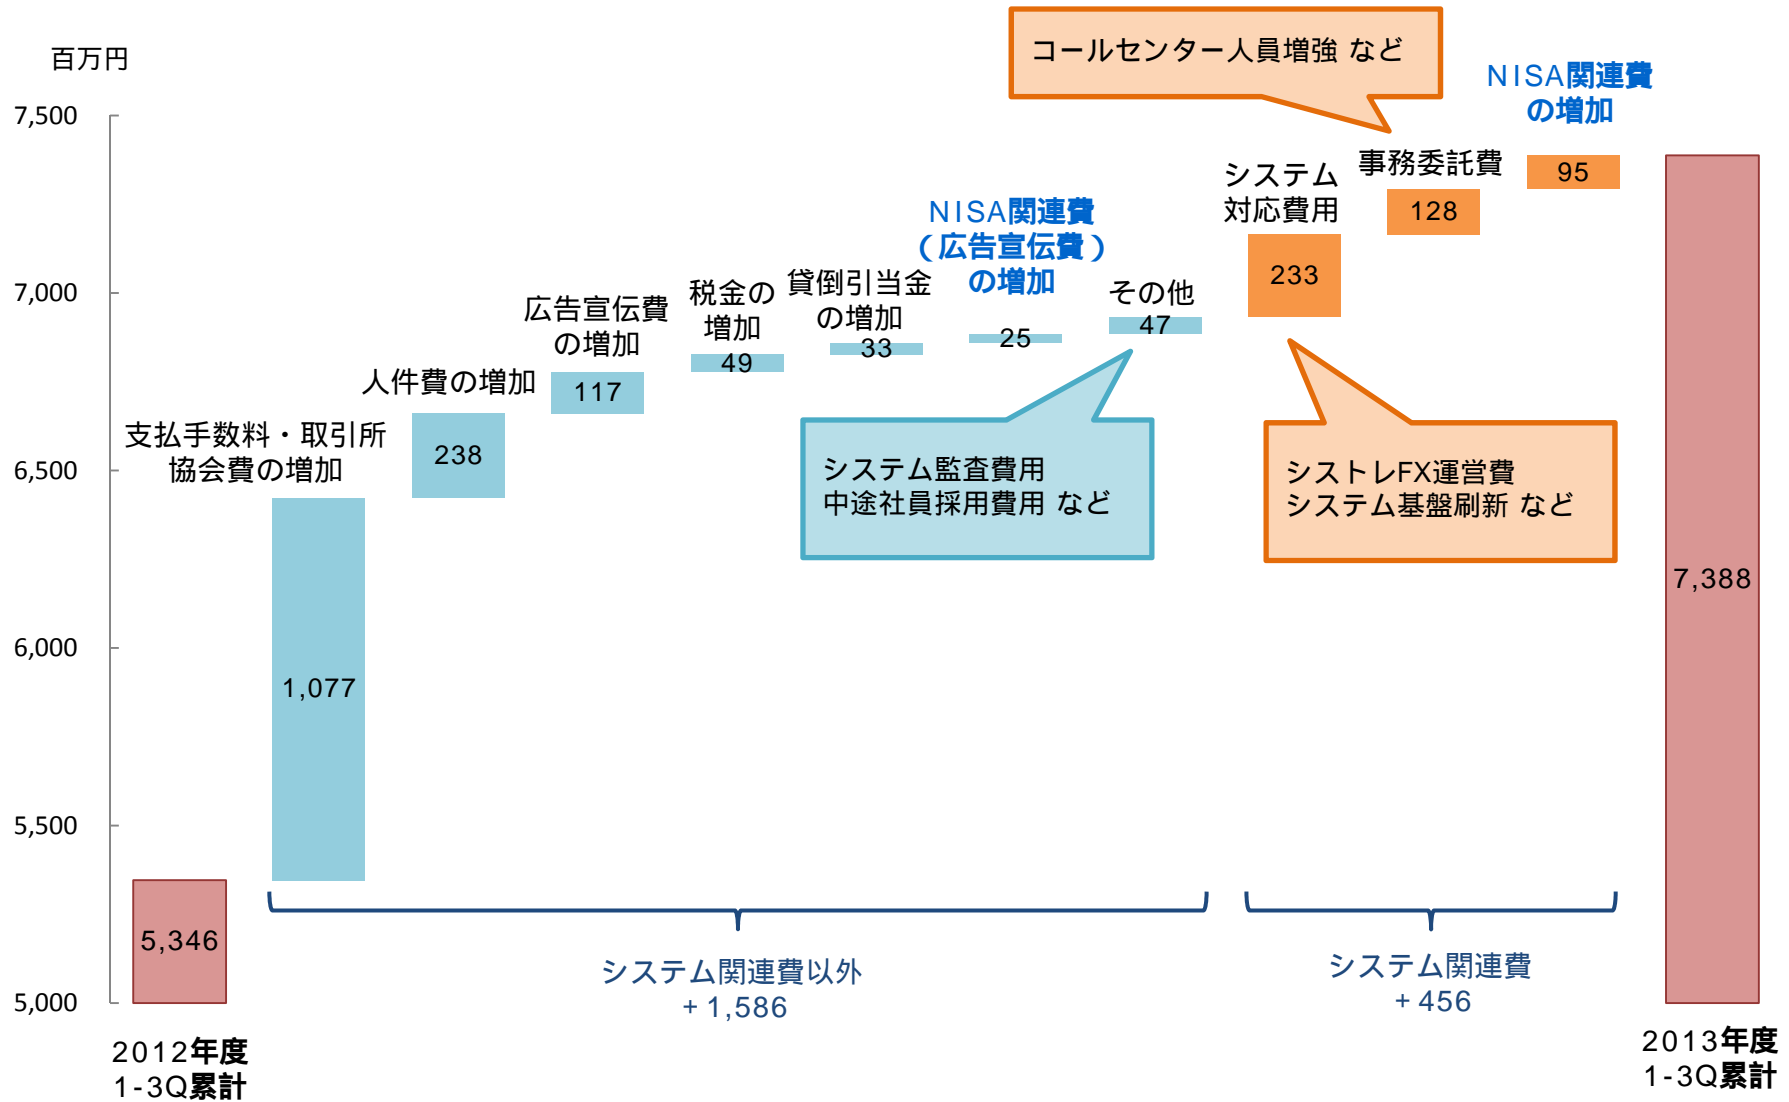 百万円
7,500
7,000
6,500
6,000
5,500
5,000
5,346
2012年度
1-3Q累計
支払手数料・取引所
協会費の増加
1,077
人件費の増加
238
広告宣伝費
の増加
117
税金の
増加
49
貸倒引当金
の増加
33
NISA関連費
(広告宣伝費)
の増加
25
その他
47
システム監査費用
中途社員採用費用 など
システム
対応費用
233
シストレFX運営費
システム基盤刷新 など
コールセンター人員増強 など
事務委託費
128
NISA関連費
の増加
95
システム関連費以外
+1,586
システム関連費
+456
7,388
2013年度
1-3Q累計